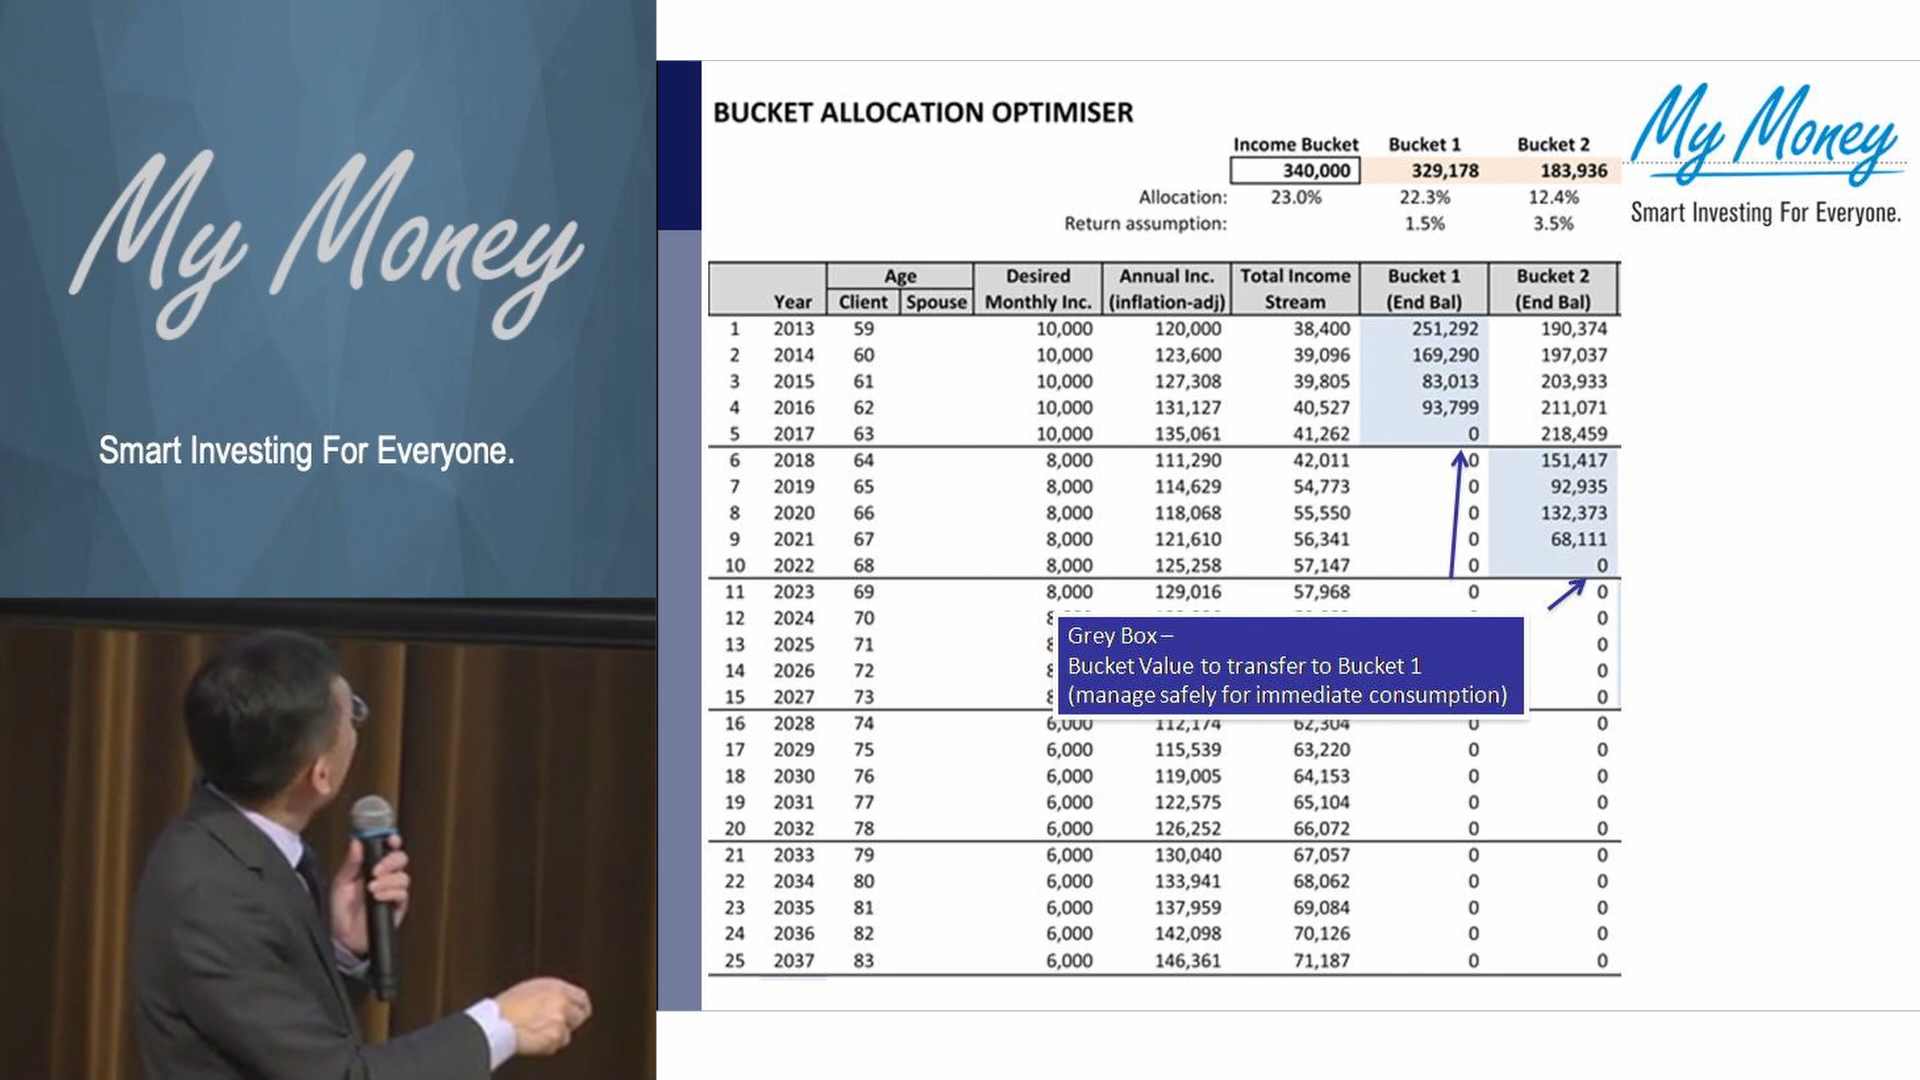 My Money
Smart Investing For Everyone.
BUCKET ALLOCATION OPTIMISER
My Money
Smart Investing For Everyone.
Income Bucket Bucket 1 Bucket 2
340,000 329,178 183,936
Allocation: 23.0% 22.3% 12.4%
Return assumption: 1.5% 3.5%
Age Desired Annual Inc. Total Income Bucket 1 Bucket 2
Year Client Spouse Monthly Inc. (inflation-adj) Stream (End Bal) (End Bal)
1 2013 59 10,000 120,000 38,400 251,292 190,374
2 2014 60 10,000 123,600 39,096 169,290 197,037
3 2015 61 10,000 127,308 39,805 83,013 203,933
4 2016 62 10,000 131,127 40,527 93,799 211,071
5 2017 63 10,000 135,061 41,262 0 218,459
6 2018 64 8,000 111,290 42,011 0 151,417
7 2019 65 8,000 114,629 54,773 0 92,935
8 2020 66 8,000 118,068 55,550 0 132,373
9 2021 67 8,000 121,610 56,341 0 68,111
10 2022 68 8,000 125,258 57,147 0 0
11 2023 69 8,000 129,016 57,968 0 0
12 2024 70 0
13 2025 71 0
14 2026 72 0
15 2027 73 0
Grey Box–
Bucket Value to transfer to Bucket 1
(manage safely for immediate consumption)
16 2028 74 6,000 112,174 62,304 0 0
17 2029 75 6,000 115,539 63,220 0 0
18 2030 76 6,000 119,005 64,153 0 0
19 2031 77 6,000 122,575 65,104 0 0
20 2032 78 6,000 126,252 66,072 0 0
21 2033 79 6,000 130,040 67,057 0 0
22 2034 80 6,000 133,941 68,062 0 0
23 2035 81 6,000 137,959 69,084 0 0
24 2036 82 6,000 142,098 70,126 0 0
25 2037 83 6,000 146,361 71,187 0 0